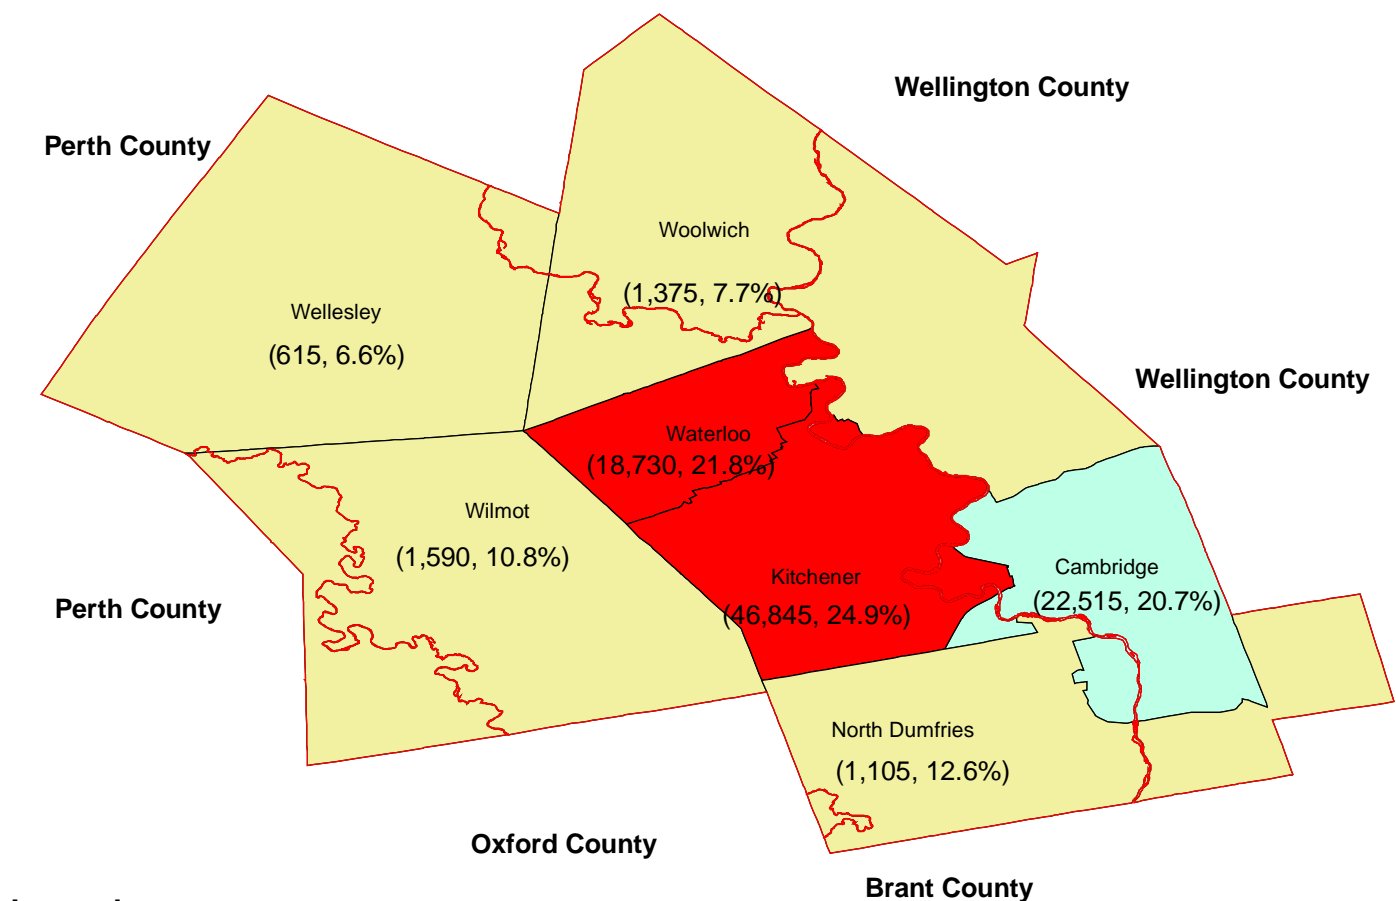 Wellington County
Perth County
Woolwich
(1,375, 7.7%)
Wellesley
(615, 6.6%)
Wellington County
Waterloo
(18,730, 21.8%)
Wilmot
(1,590, 10.8%)
Kitchener
(46,845, 24.9%)
Cambridge
(22,515, 20.7%)
Perth County
North Dumfries
(1,105, 12.6%)
Oxford County
Brant County